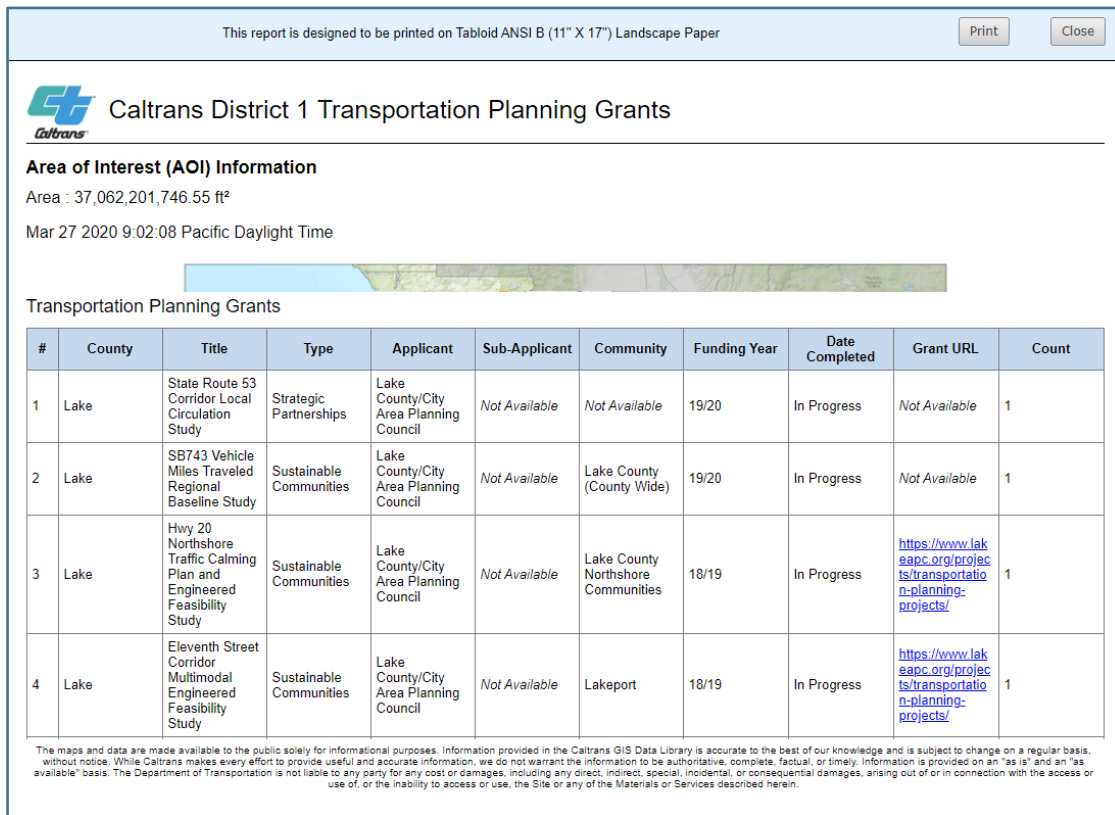 This report is designed to be printed on Tabloid ANSI B (11" X 17") Landscape Paper
Print
Close
Caltrans
Caltrans District 1 Transportation Planning Grants
Area of Interest (AOI) Information
Area : 37,062,201,746.55 ft²
Mar 27 2020 9:02:08 Pacific Daylight Time
Transportation Planning Grants
# County Title Type Applicant Sub-Applicant Community Funding Year Date Completed Grant URL Count
1 Lake State Route 53 Corridor Local Circulation Study Strategic Partnerships Lake County/City Area Planning Council Not Available Not Available 19/20 In Progress Not Available 1
2 Lake SB743 Vehicle Miles Traveled Regional Baseline Study Sustainable Communities Lake County/City Area Planning Council Not Available Lake County (County Wide) 19/20 In Progress Not Available 1
3 Lake Hwy 20 Northshore Traffic Calming Plan and Engineered Feasibility Study Sustainable Communities Lake County/City Area Planning Council Not Available Lake County Northshore Communities 18/19 In Progress https://www.lakeapc.org/projects/transportation-planning-projects/ 1
4 Lake Eleventh Street Corridor Multimodal Engineered Feasibility Study Sustainable Communities Lake County/City Area Planning Council Not Available Lakeport 18/19 In Progress https://www.lakeapc.org/projects/transportation-planning-projects/ 1
The maps and data are made available to the public solely for informational purposes. Information provided in the Caltrans GIS Data Library is accurate to the best of our knowledge and is subject to change on a regular basis,
without notice. While Caltrans makes every effort to provide useful and accurate information, we do not warrant the information to be authoritative, complete, factual, or timely. Information is provided on an "as is" and an "as
available" basis. The Department of Transportation is not liable to any party for any cost or damages, including any direct, indirect, special, incidental, or consequential damages, arising out of or in connection with the access or
use of, or the inability to access or use, the Site or any of the Materials or Services described herein.